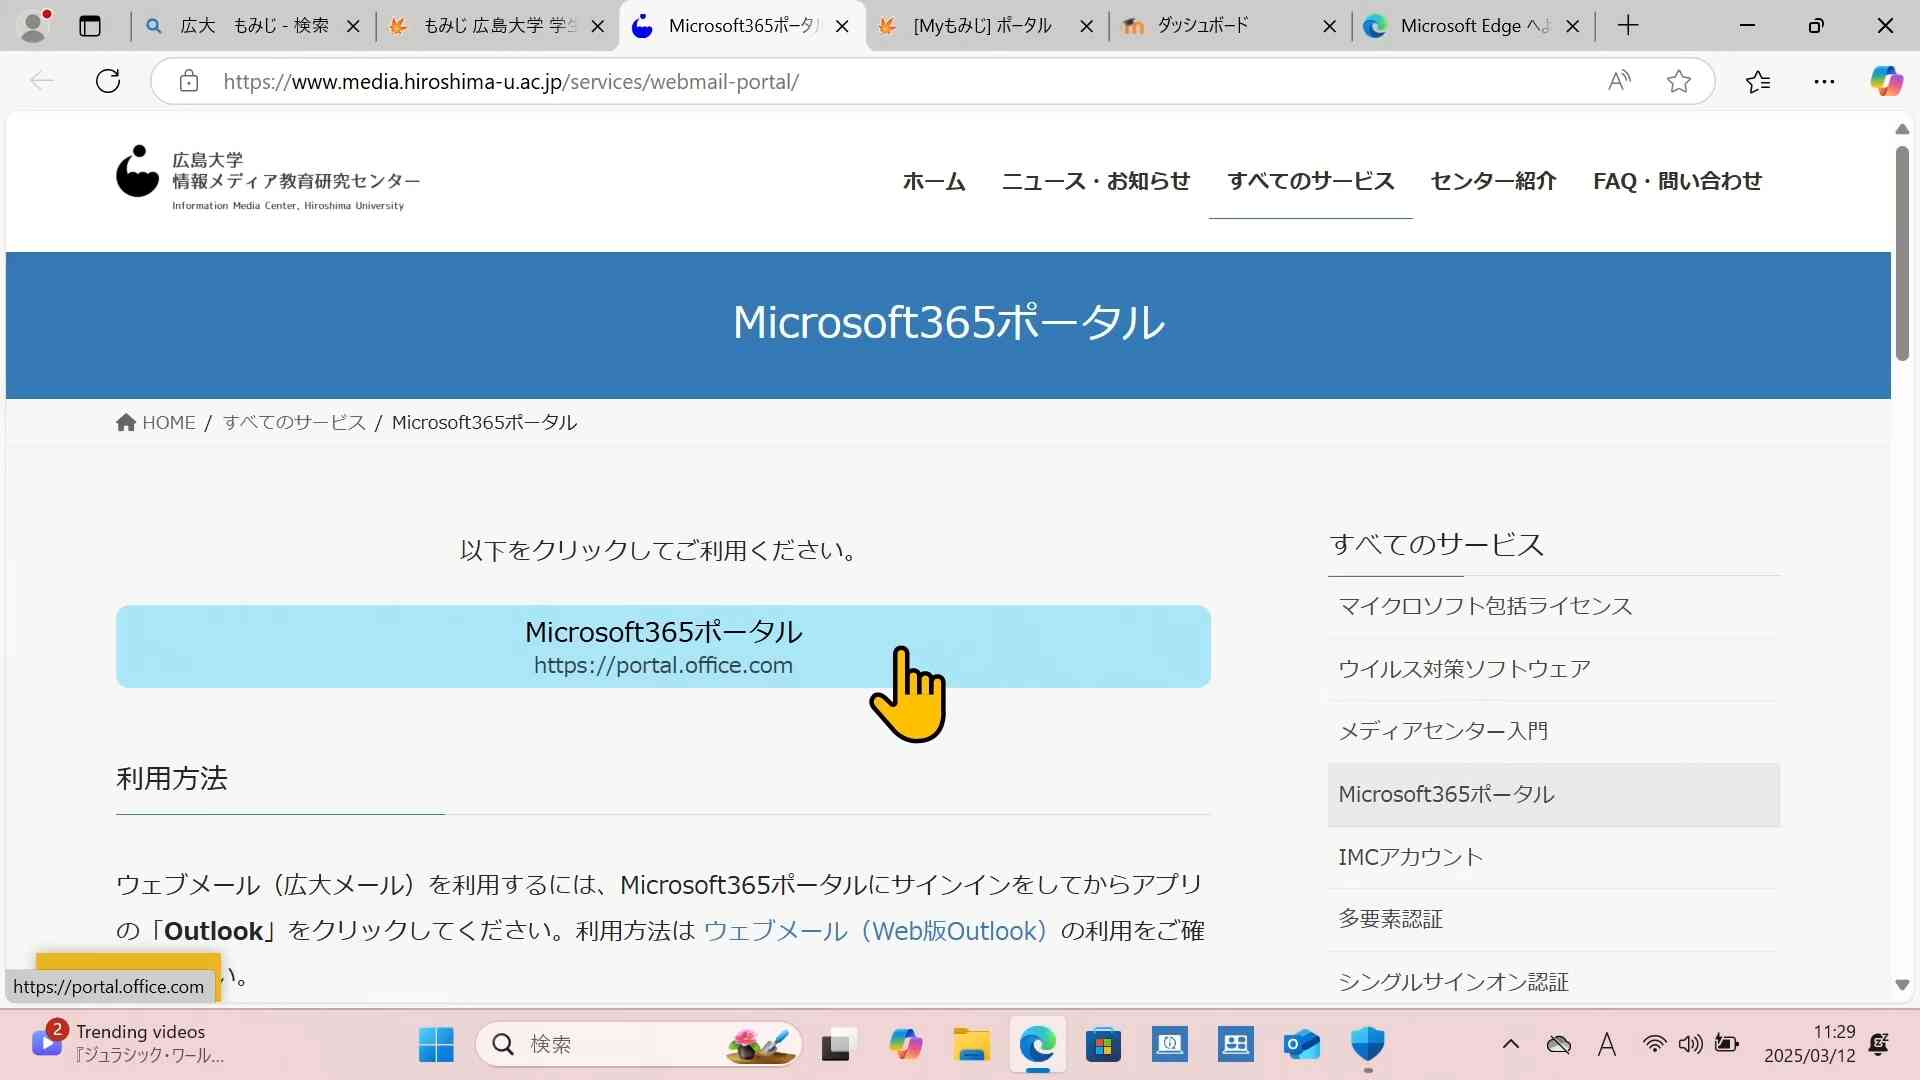 広大　もみじ - 検索
もみじ 広島大学 学生
Microsoft365ポータル
[Myもみじ] ポータル
ダッシュボード
Microsoft Edge へよ
https://www.media.hiroshima-u.ac.jp/services/webmail-portal/
広島大学
情報メディア教育研究センター
Information Media Center, Hiroshima University
ホーム
ニュース・お知らせ
すべてのサービス
センター紹介
FAQ・問い合わせ
Microsoft365ポータル
HOME / すべてのサービス / Microsoft365ポータル
以下をクリックしてご利用ください。
Microsoft365ポータル
https://portal.office.com
利用方法
ウェブメール（広大メール）を利用するには、Microsoft365ポータルにサインインをしてからアプリ
の「Outlook」をクリックしてください。利用方法は ウェブメール（Web版Outlook）の利用をご確
い。
すべてのサービス
マイクロソフト包括ライセンス
ウイルス対策ソフトウェア
メディアセンター入門
Microsoft365ポータル
IMCアカウント
多要素認証
シングルサインオン認証
https://portal.office.com
2
Trending videos
『ジュラシック・ワール...
検索
A
11:29
2025/03/12